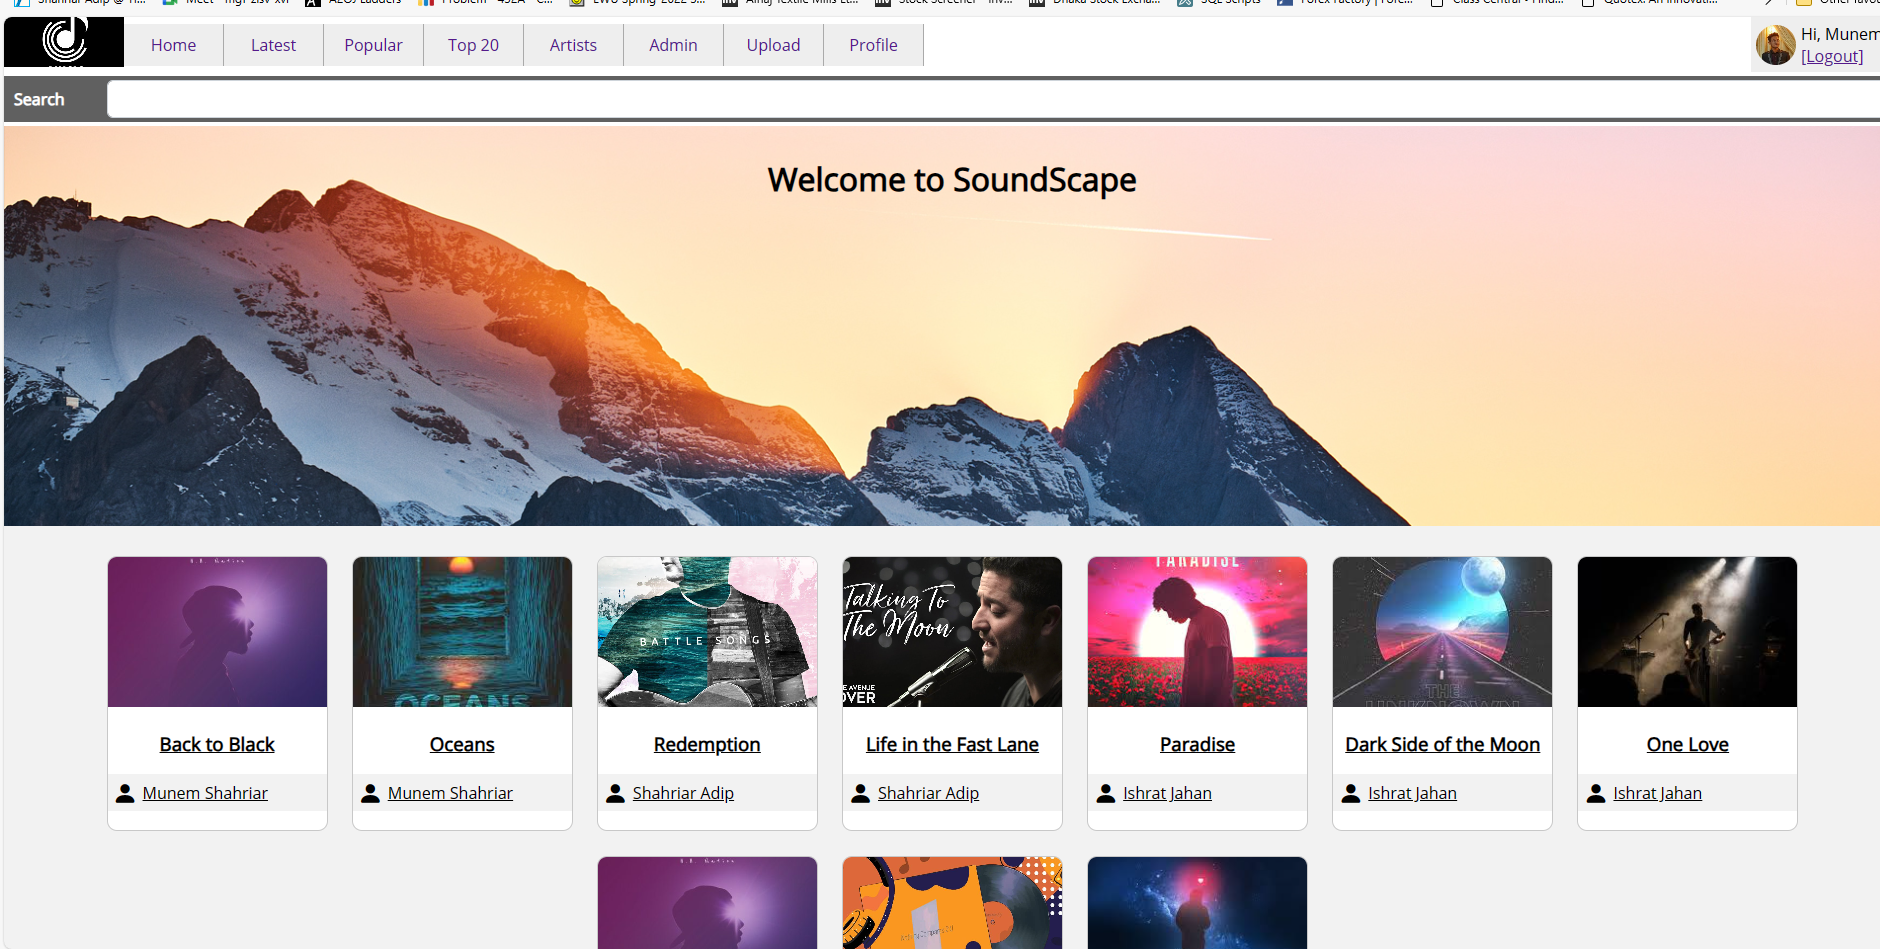 Home Latest Popular Top 20 Artists Admin Upload Profile
Hi, Munem
[Logout]
Search
Welcome to SoundScape
BATTLE SONGS
Talking To
The Moon
PARADISE
OCEANS
THE
UNKNOWN
Back to Black
Oceans
Redemption
Life in the Fast Lane
Paradise
Dark Side of the Moon
One Love
Munem Shahriar
Munem Shahriar
Shahriar Adip
Shahriar Adip
Ishrat Jahan
Ishrat Jahan
Ishrat Jahan